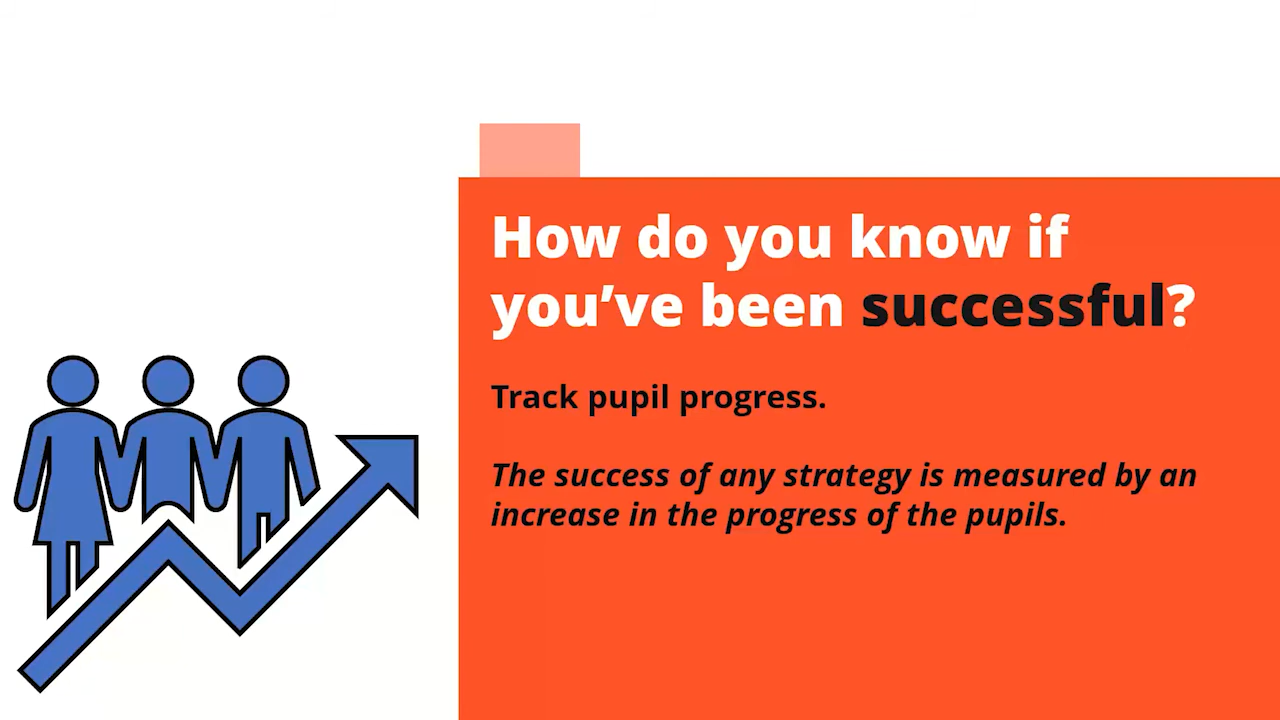 How do you know if
you’ve been successful?
Track pupil progress.
The success of any strategy is measured by an
increase in the progress of the pupils.